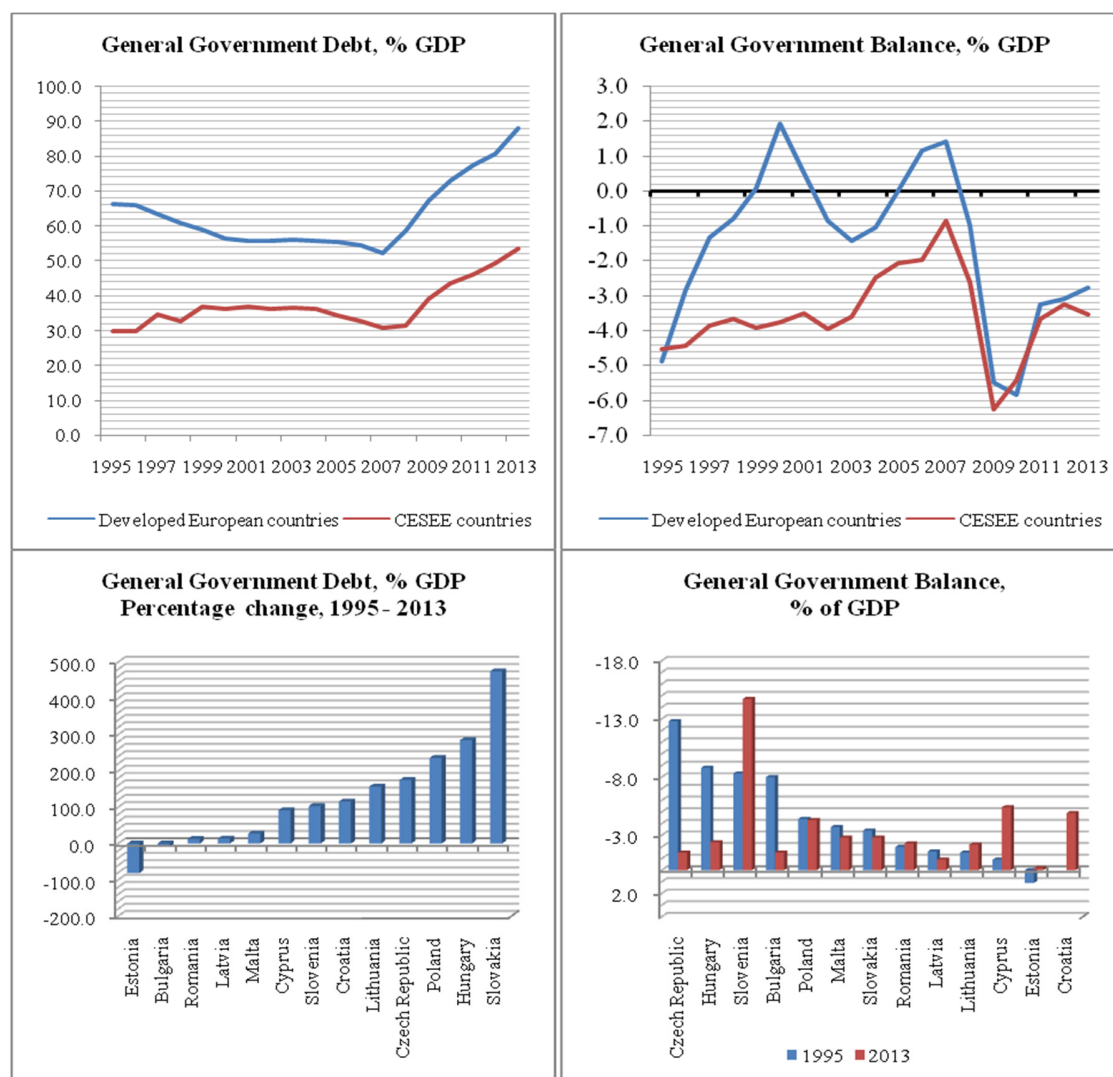 General Government Debt, % GDP
100.0
90.0
80.0
70.0
60.0
50.0
40.0
30.0
20.0
10.0
0.0
1995 1997 1999 2001 2003 2005 2007 2009 2011 2013
Developed European countries CESEE countries
General Government Balance, % GDP
3.0
2.0
1.0
0.0
-1.0
-2.0
-3.0
-4.0
-5.0
-6.0
-7.0
1995 1997 1999 2001 2003 2005 2007 2009 2011 2013
Developed European countries CESEE countries
General Government Debt, % GDP
Percentage change, 1995- 2013
500.0
400.0
300.0
200.0
100.0
0.0
-100.0
-200.0
Estonia
Bulgaria
Romania
Latvia
Malta
Cyprus
Slovenia
Croatia
Lithuania
Czech Republic
Poland
Hungary
Slovakia
General Government Balance,
% of GDP
-18.0
-13.0
-8.0
-3.0
2.0
Czech Republic
Hungary
Slovenia
Bulgaria
Poland
Malta
Slovakia
Romania
Latvia
Lithuania
Cyprus
Estonia
Croatia
1995 2013